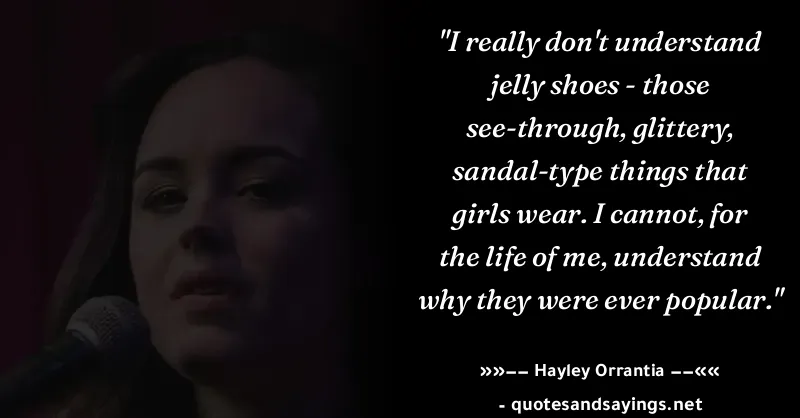 "I really don't understand
jelly shoes - those
see-through, glittery,
sandal-type things that
girls wear. I cannot, for
the life of me, understand
why they were ever popular."
»»−− Hayley Orrantia −−««
- quotesandsayings.net